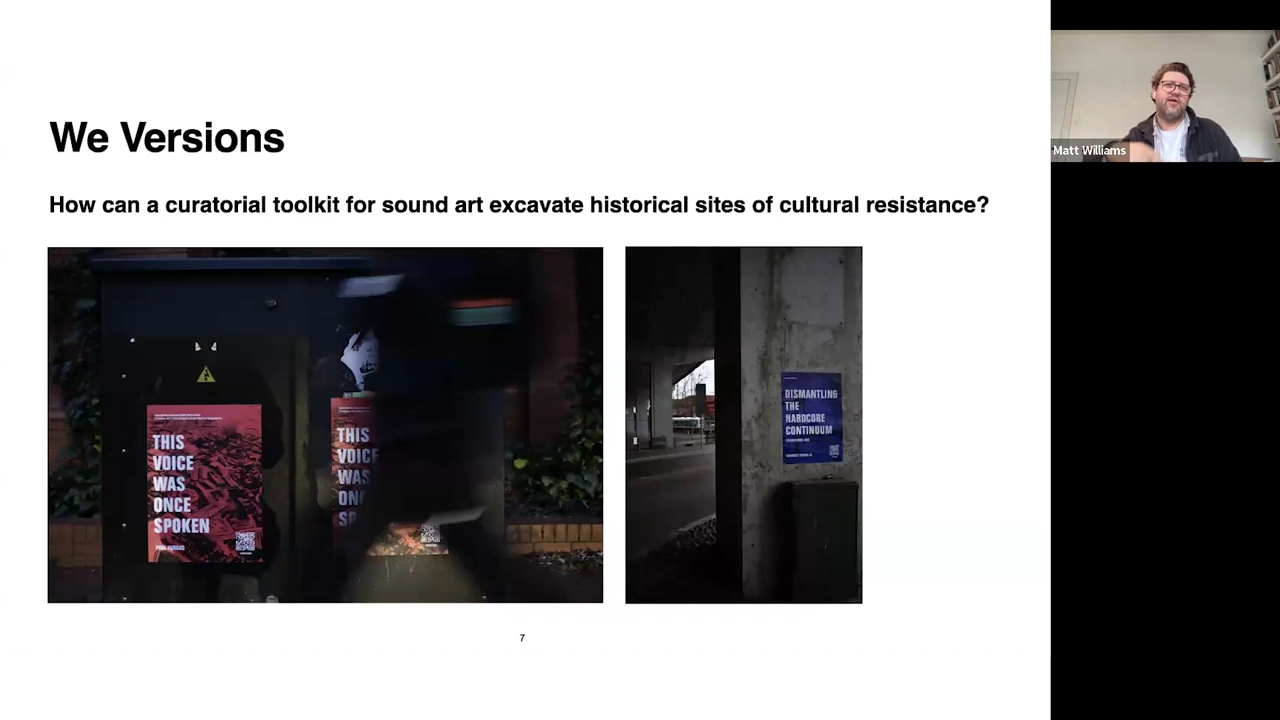 We Versions
How can a curatorial toolkit for sound art excavate historical sites of cultural resistance?
THIS
VOICE
WAS
ONCE
SPOKEN
THIS
VOICE
WAS
DISMANTLING
THE
HARDCORE
CONTINUUM
7
Matt Williams